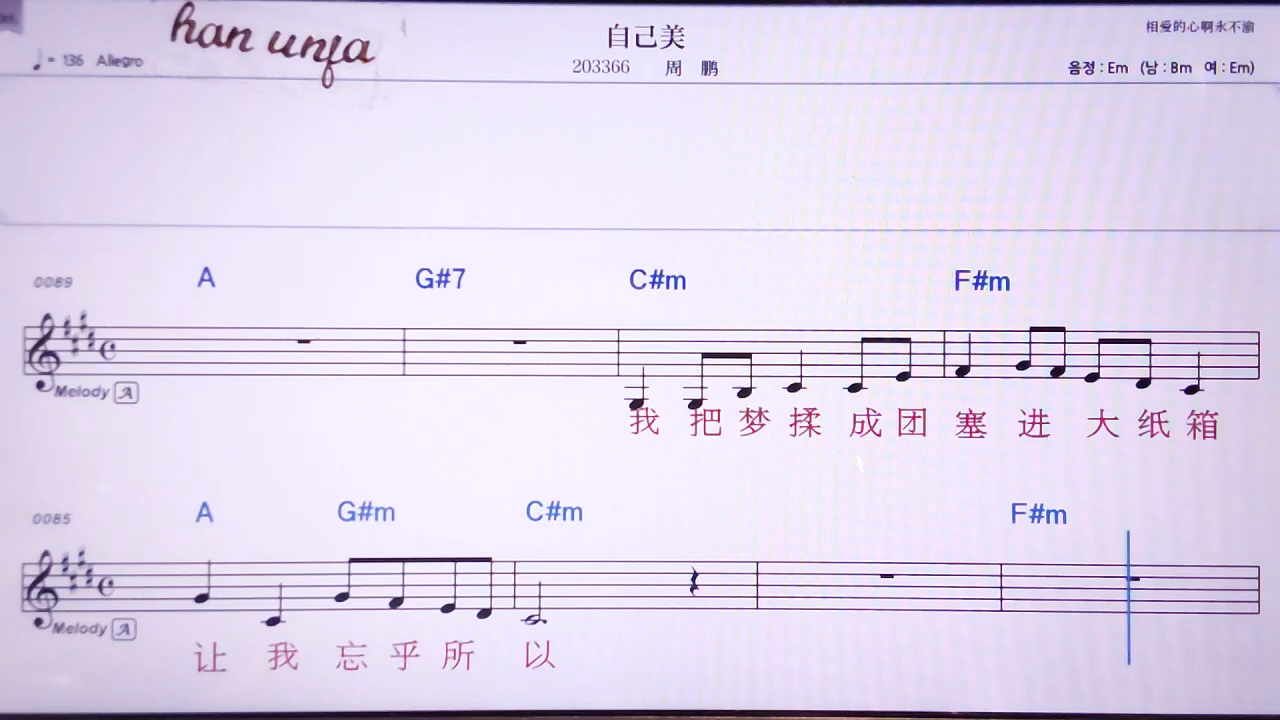 han unfa
自己美
相爱的心啊永不渝
♩= 136 Allegro
203366 周 鹏
음정 : Em (남 : Bm 여 : Em)
0089 A G#7 C#m F#m
Melody A
我 把 梦 揉 成 团 塞 进 大 纸 箱
0085 A G#m C#m F#m
Melody A
让 我 忘 乎 所 以